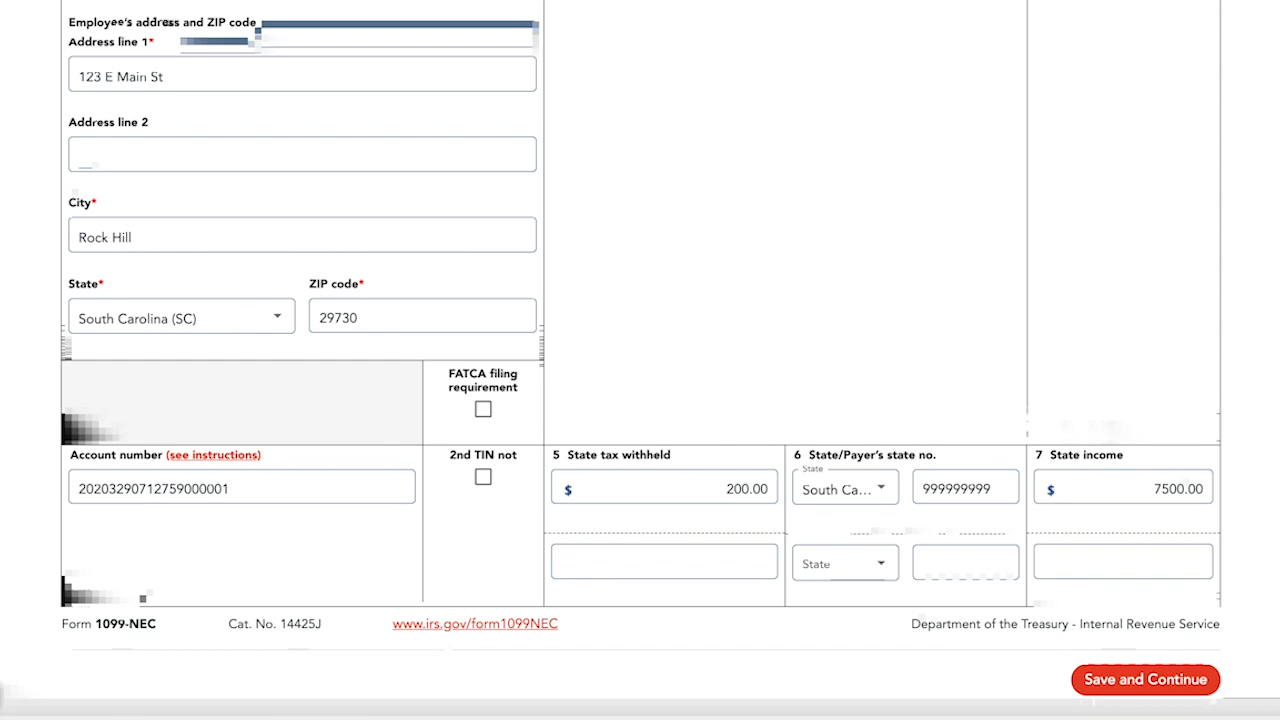 Employee's address and ZIP code
Address line 1*
123 E Main St
Address line 2
City*
Rock Hill
State*
ZIP code*
South Carolina (SC)
29730
FATCA filing
requirement
Account number (see instructions)
2nd TIN not
5 State tax withheld
6 State/Payer's state no.
7 State income
20203290712759000001
$ 200.00
State
South Ca...
999999999
$ 7500.00
State
Form 1099-NEC
Cat. No. 14425J
www.irs.gov/form1099NEC
Department of the Treasury - Internal Revenue Service
Save and Continue